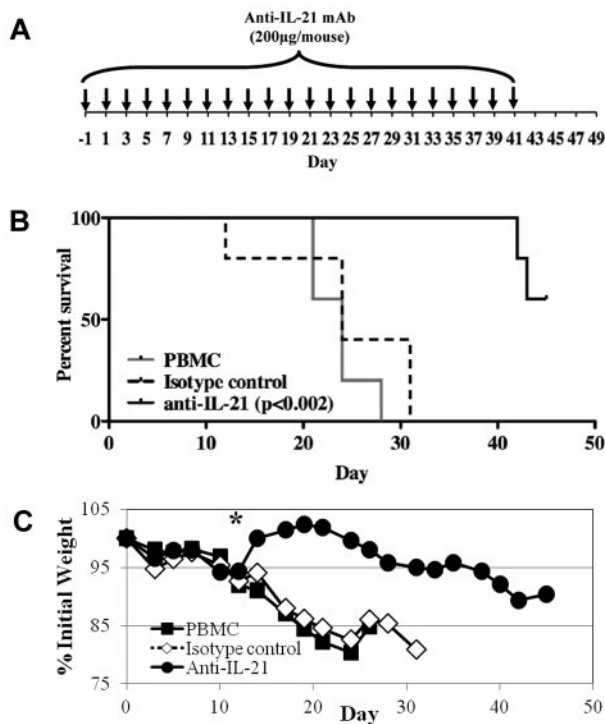 A
Anti-IL-21 mAb
(200µg/mouse)
-1 1 3 5 7 9 11 13 15 17 19 21 23 25 27 29 31 33 35 37 39 41 43 45 47 49
Day
B
Percent survival
100
50
0
PBMC
Isotype control
anti-IL-21 (p<0.002)
0 10 20 30 40 50
Day
C
% Initial Weight
105
95
85
75
*
PBMC
Isotype control
Anti-IL-21
0 10 20 30 40 50
Day